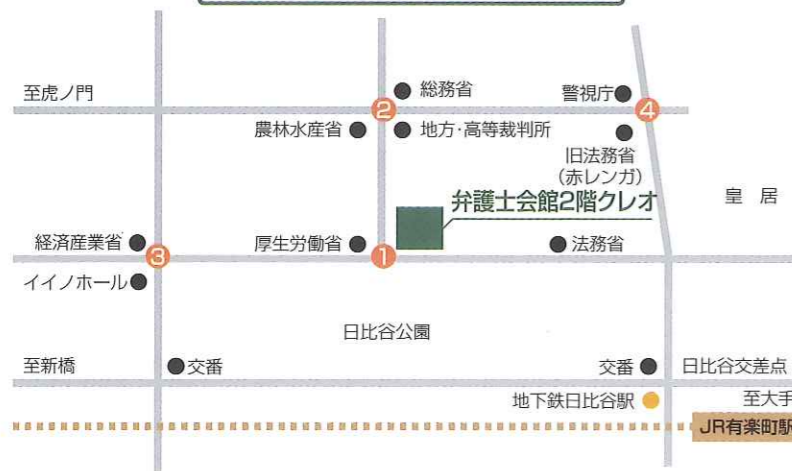 総務省
警視庁
至虎ノ門
2
4
農林水産省
地方・高等裁判所
旧法務省
(赤レンガ)
弁護士会館2階クレオ
皇 居
経済産業省
厚生労働省
法務省
3
1
イイノホール
日比谷公園
至新橋
交番
交番
日比谷交差点
地下鉄日比谷駅
至大手
JR有楽町駅